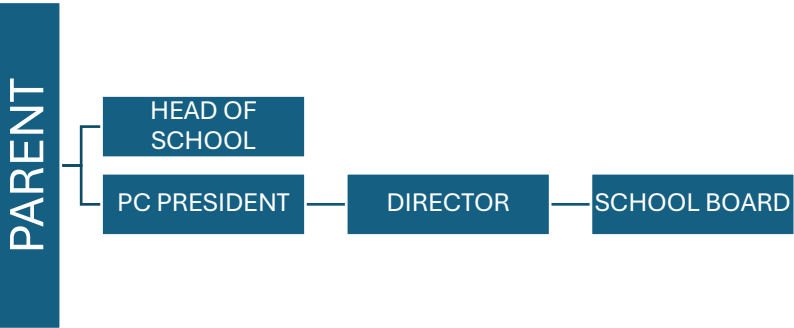 PARENT
HEAD OF
SCHOOL
PC PRESIDENT
DIRECTOR
SCHOOL BOARD